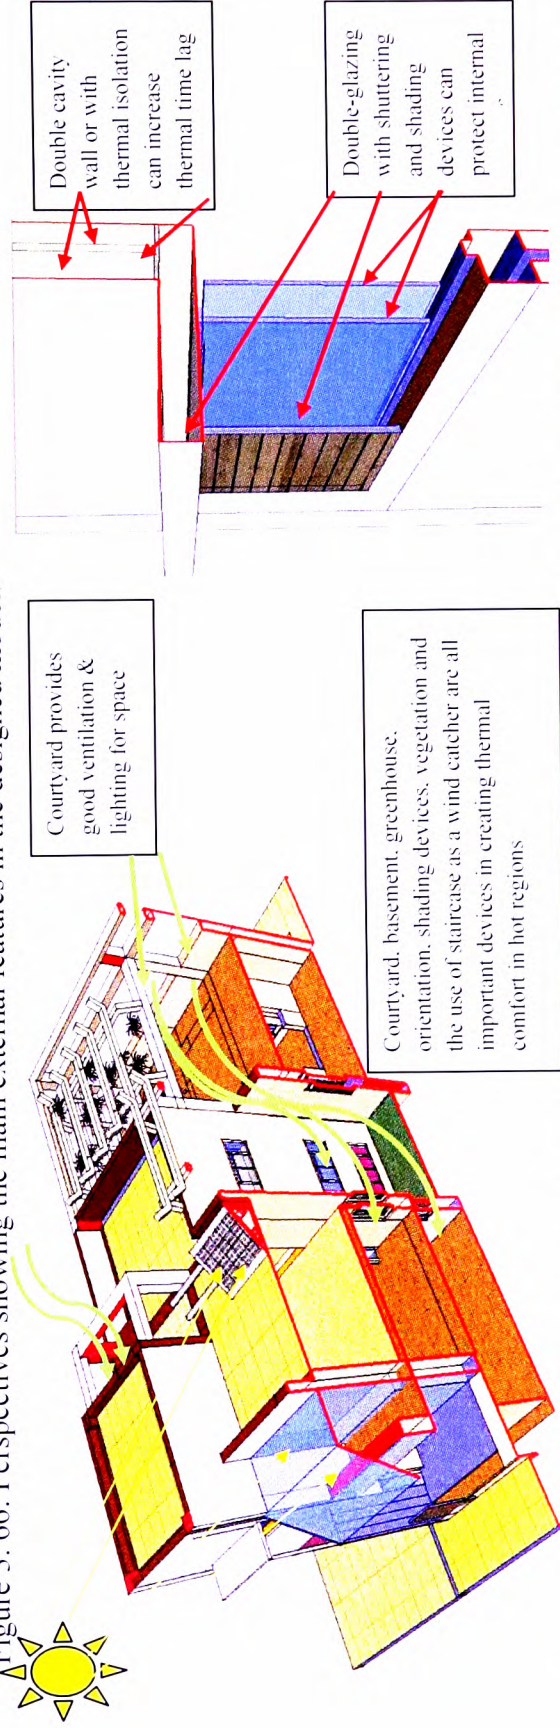 Figure 5. 66. Perspectives showing the main external features in the designed
Courtyard provides
good ventilation &
lighting for space
Courtyard, basement, greenhouse,
orientation, shading devices, vegetation and
the use of staircase as a wind catcher are all
important devices in creating thermal
comfort in hot regions
Double cavity
wall or with
thermal isolation
can increase
thermal time lag
Double-glazing
with shuttering
and shading
devices can
protect internal